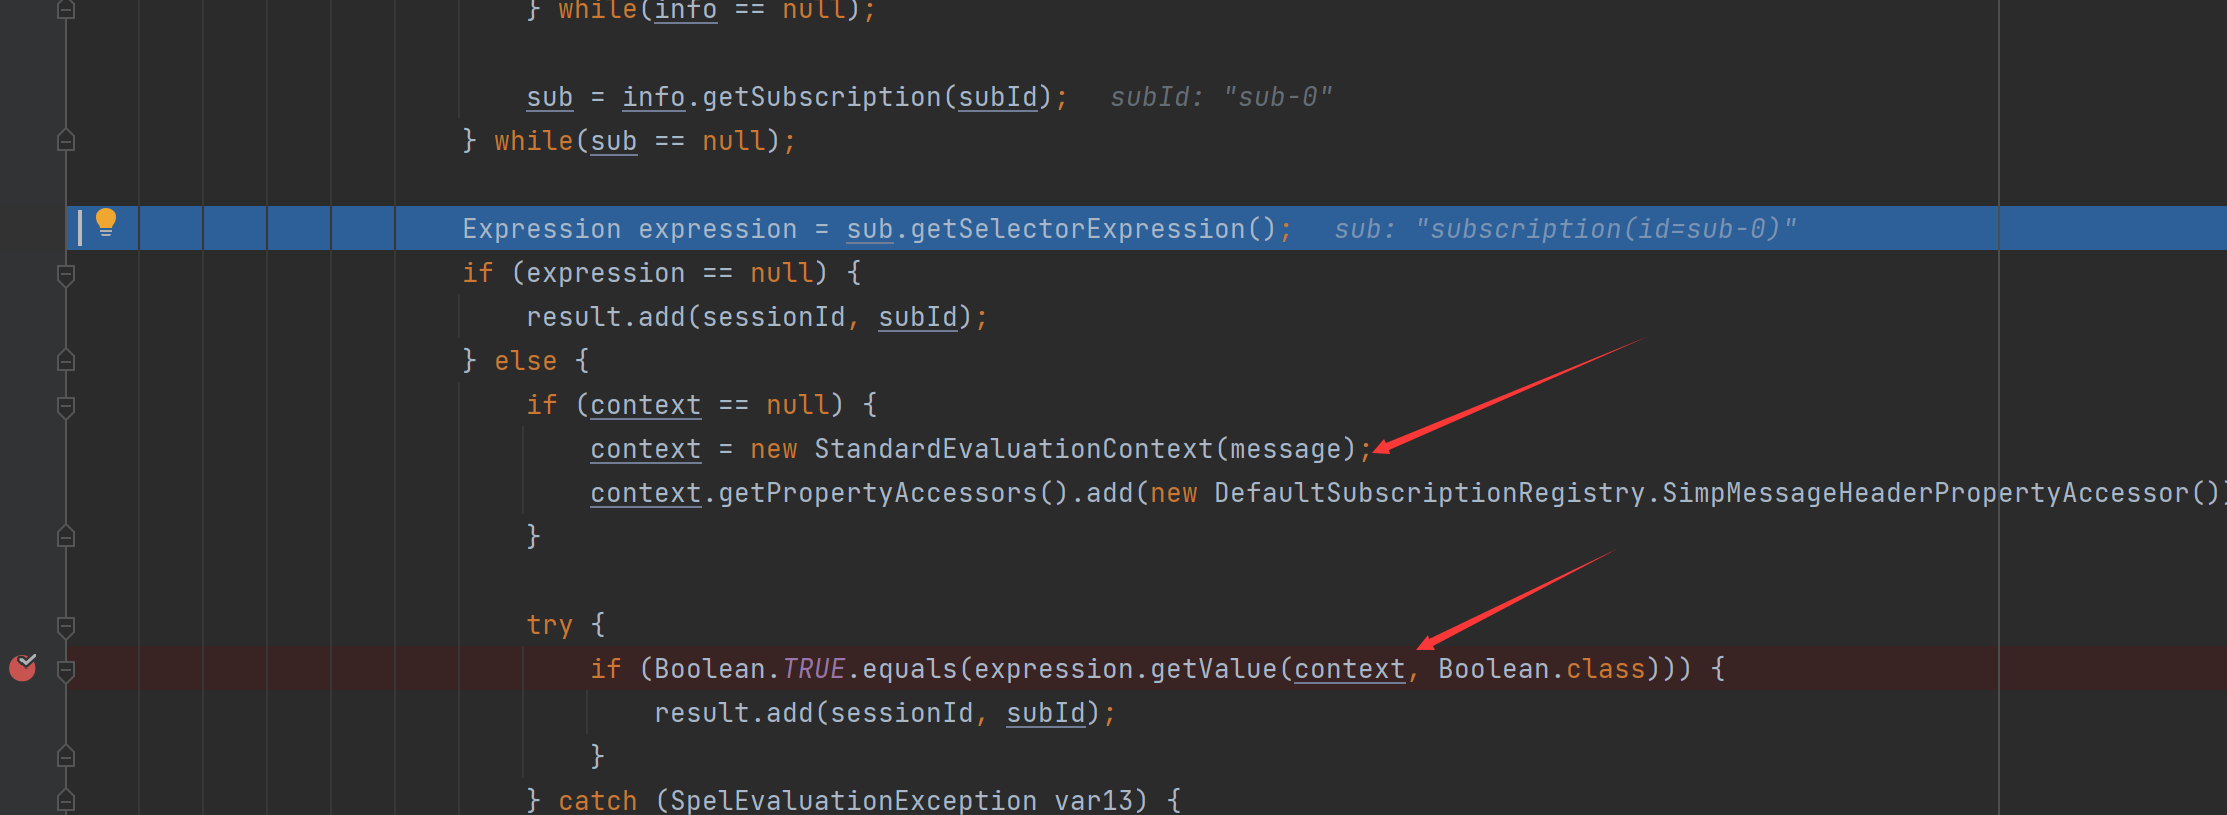 } while(info == null);
sub = info.getSubscription(subId); subId: "sub-0"
} while(sub == null);
Expression expression = sub.getSelectorExpression(); sub: "subscription(id=sub-0)"
if (expression == null) {
result.add(sessionId, subId);
} else {
if (context == null) {
context = new StandardEvaluationContext(message);
context.getPropertyAccessors().add(new DefaultSubscriptionRegistry.SimpMessageHeaderPropertyAccessor())
}
try {
if (Boolean.TRUE.equals(expression.getValue(context, Boolean.class))) {
result.add(sessionId, subId);
}
} catch (SpelEvaluationException var13) {